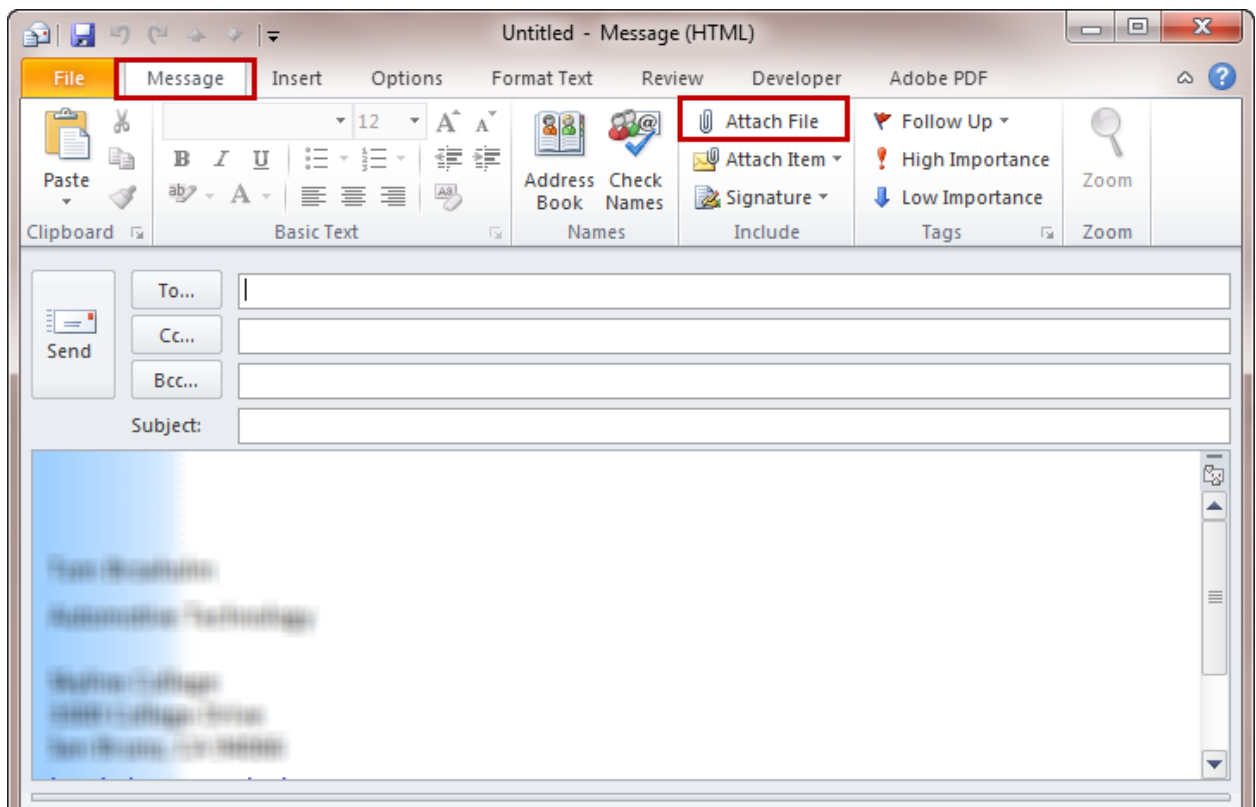 Untitled - Message (HTML)
File Message Insert Options Format Text Review Developer Adobe PDF
12 A A Attach File Follow Up
B I U Attach Item High Importance
Paste ab A Aa Address Book Check Names Signature Low Importance Zoom
Clipboard Basic Text Names Include Tags Zoom
To...
Send Cc...
Bcc...
Subject: